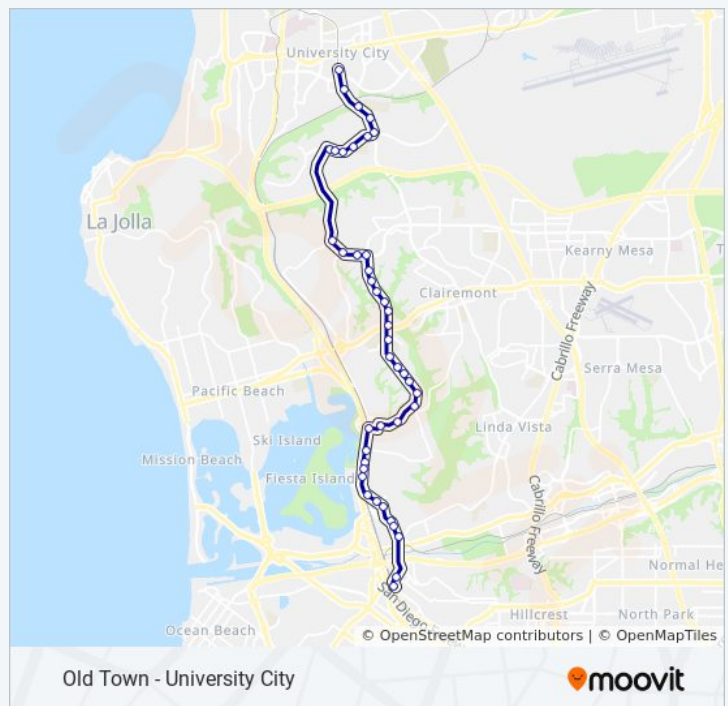 University City
La Jolla
Kearny Mesa
Clairemont
Cabrillo Freeway
Serra Mesa
Pacific Beach
Ski Island
Linda Vista
Mission Beach
Fiesta Island
Cabrillo Freeway
Normal He
San Diego
Hillcrest
North Park
Ocean Beach
© OpenStreetMap contributors | © OpenMapTiles
Old Town - University City
moovit